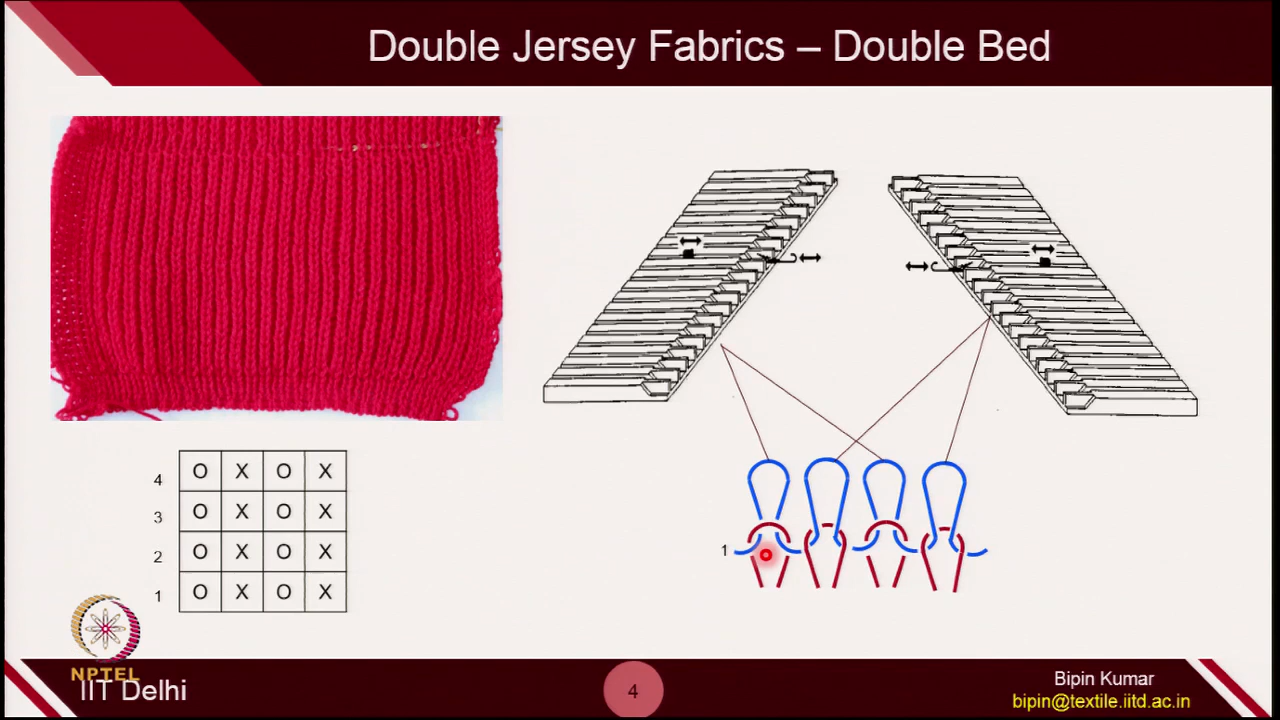 Double Jersey Fabrics – Double Bed
4 O X O X
3 O X O X
2 O X O X
1 O X O X
1
NPTEL
IIT Delhi
4
Bipin Kumar
bipin@textile.iitd.ac.in